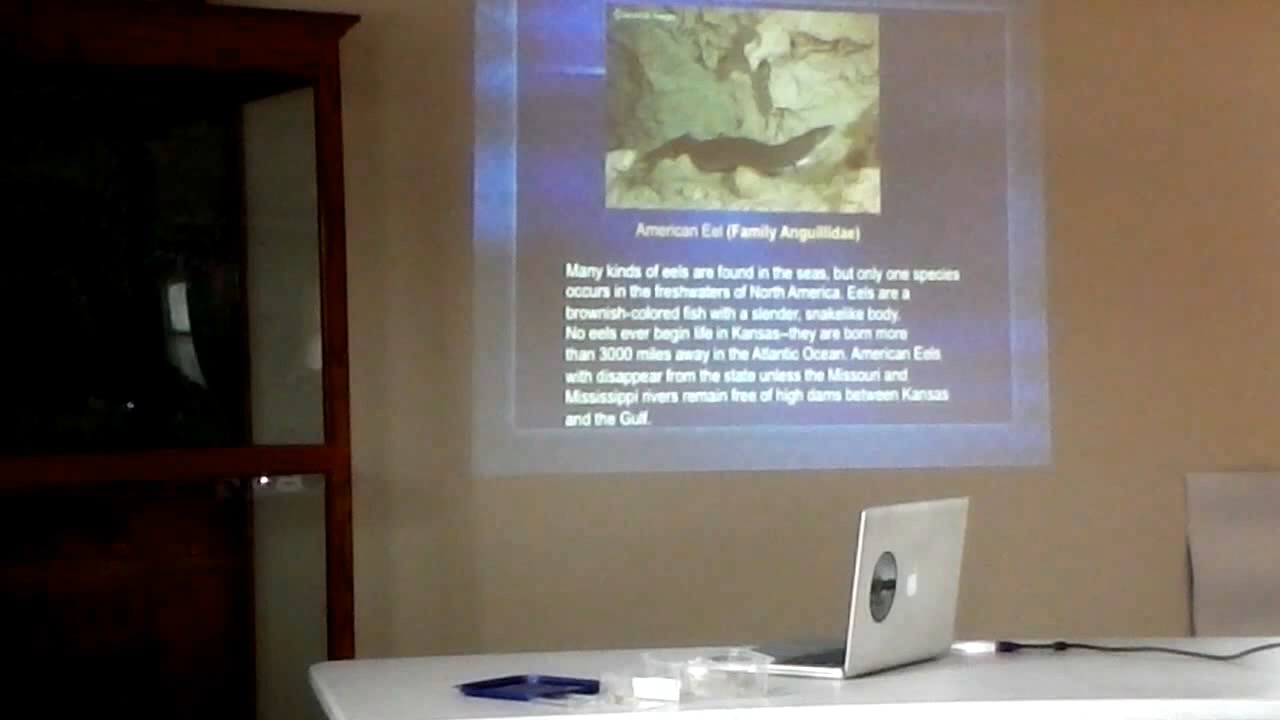 American Eel (Family Anguillidae)
Many kinds of eels are found in the seas, but only one species
occurs in the freshwaters of North America. Eels are a
brownish-colored fish with a slender, snakelike body.
No eels ever begin life in Kansas--they are born more
than 3000 miles away in the Atlantic Ocean. American Eels
with disappear from the state unless the Missouri and
Mississippi rivers remain free of high dams between Kansas
and the Gulf.